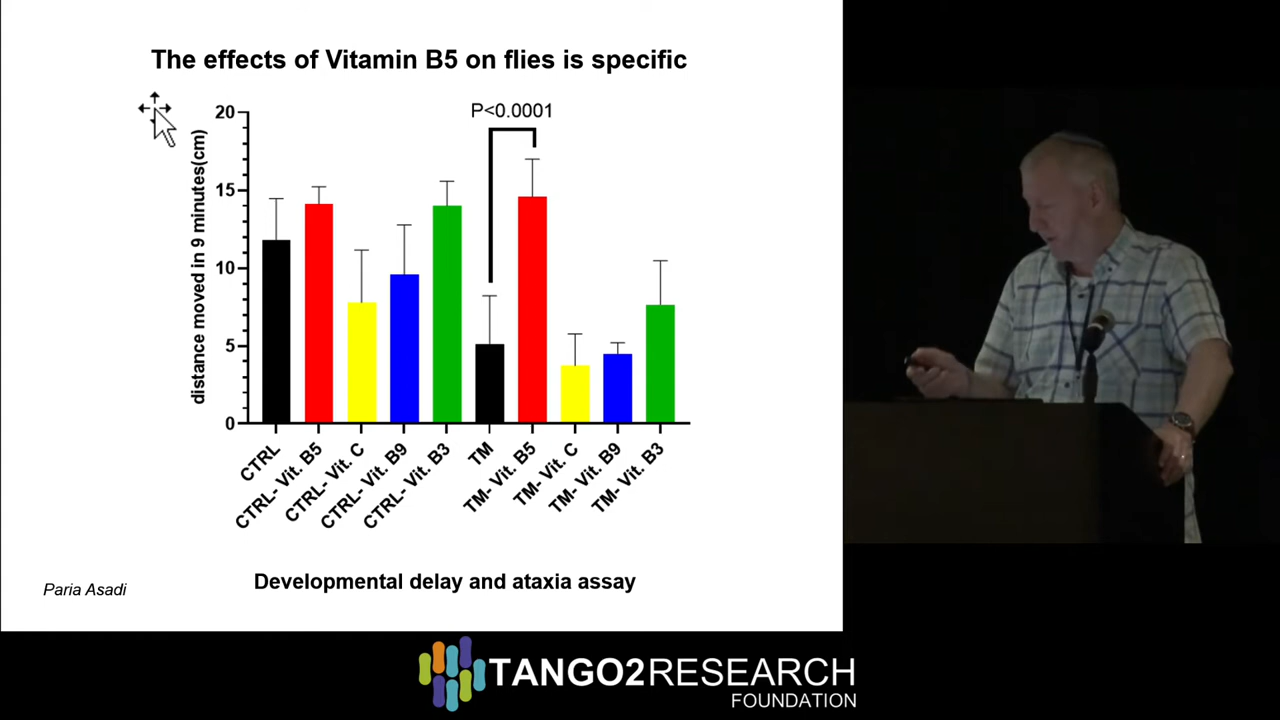 The effects of Vitamin B5 on flies is specific
P<0.0001
distance moved in 9 minutes(cm)
20
15
10
5
0
CTRL
CTRL- Vit. B5
CTRL- Vit. C
CTRL- Vit. B9
CTRL- Vit. B3
TM
TM- Vit. B5
TM- Vit. C
TM- Vit. B9
TM- Vit. B3
Developmental delay and ataxia assay
Paria Asadi
TANGO2RESEARCH
FOUNDATION